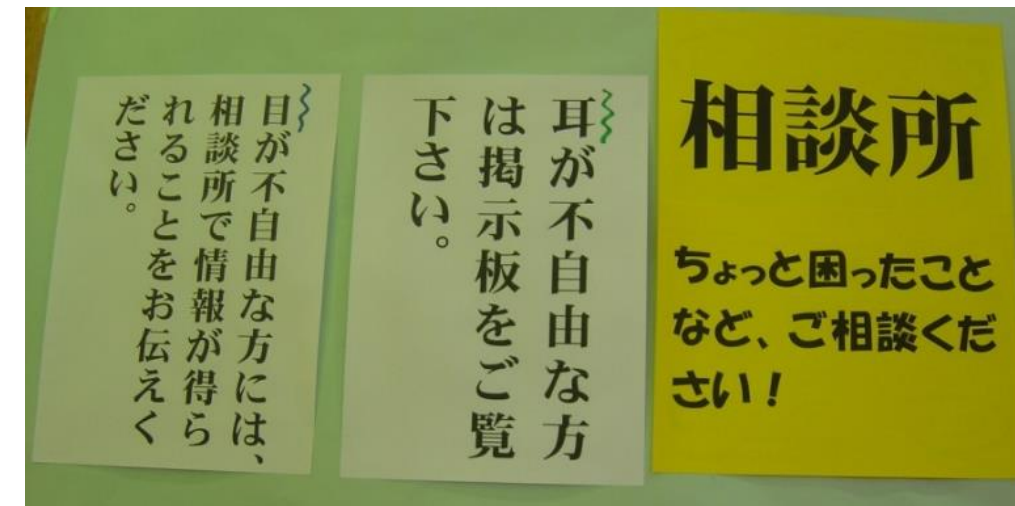 相談所
ちょっと困ったこと
など、ご相談くだ
さい！
耳が不自由な方
は掲示板をご覧
下さい。
目が不自由な方には、
相談所で情報が得ら
れることをお伝えく
ださい。